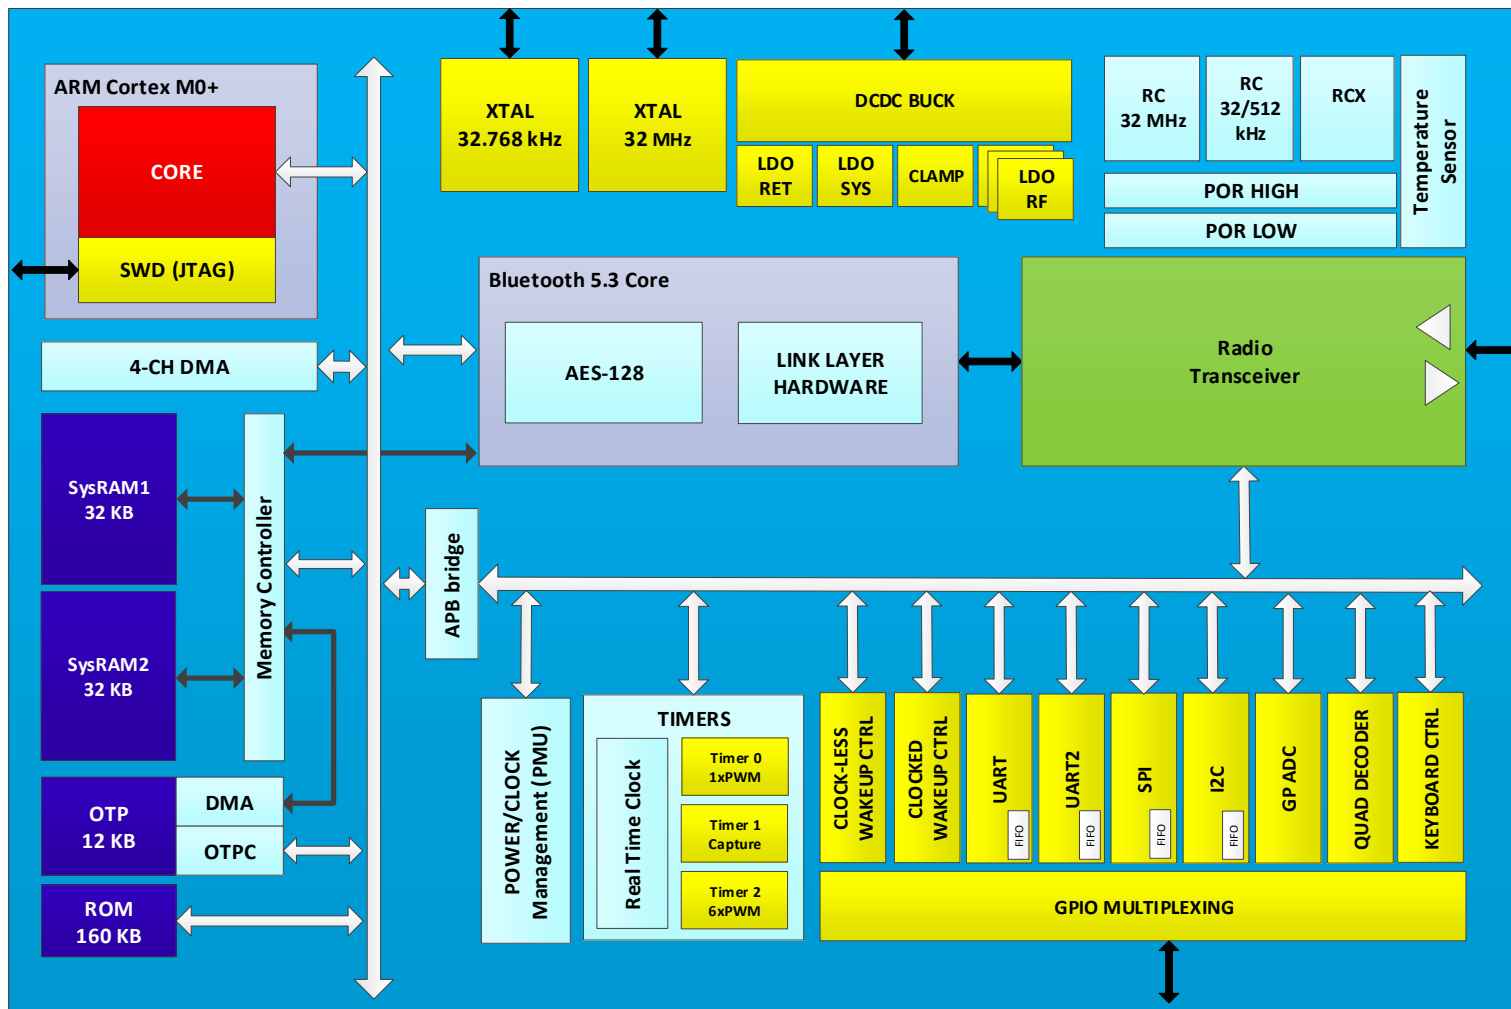 ARM Cortex M0+
CORE
SWD (JTAG)
XTAL
32.768 kHz
XTAL
32 MHz
DCDC BUCK
LDO
RET
LDO
SYS
CLAMP
LDO
RF
RC
32 MHz
RC
32/512
kHz
RCX
POR HIGH
POR LOW
Temperature
Sensor
4-CH DMA
Bluetooth 5.3 Core
AES-128
LINK LAYER
HARDWARE
Radio
Transceiver
SysRAM1
32 KB
SysRAM2
32 KB
Memory Controller
OTP
12 KB
DMA
OTPC
ROM
160 KB
APB bridge
POWER/CLOCK
Management (PMU)
TIMERS
Real Time Clock
Timer 0
1xPWM
Timer 1
Capture
Timer 2
6xPWM
CLOCK-LESS
WAKEUP CTRL
CLOCKED
WAKEUP CTRL
UART
FIFO
UART2
FIFO
SPI
FIFO
I2C
FIFO
GP ADC
QUAD DECODER
KEYBOARD CTRL
GPIO MULTIPLEXING